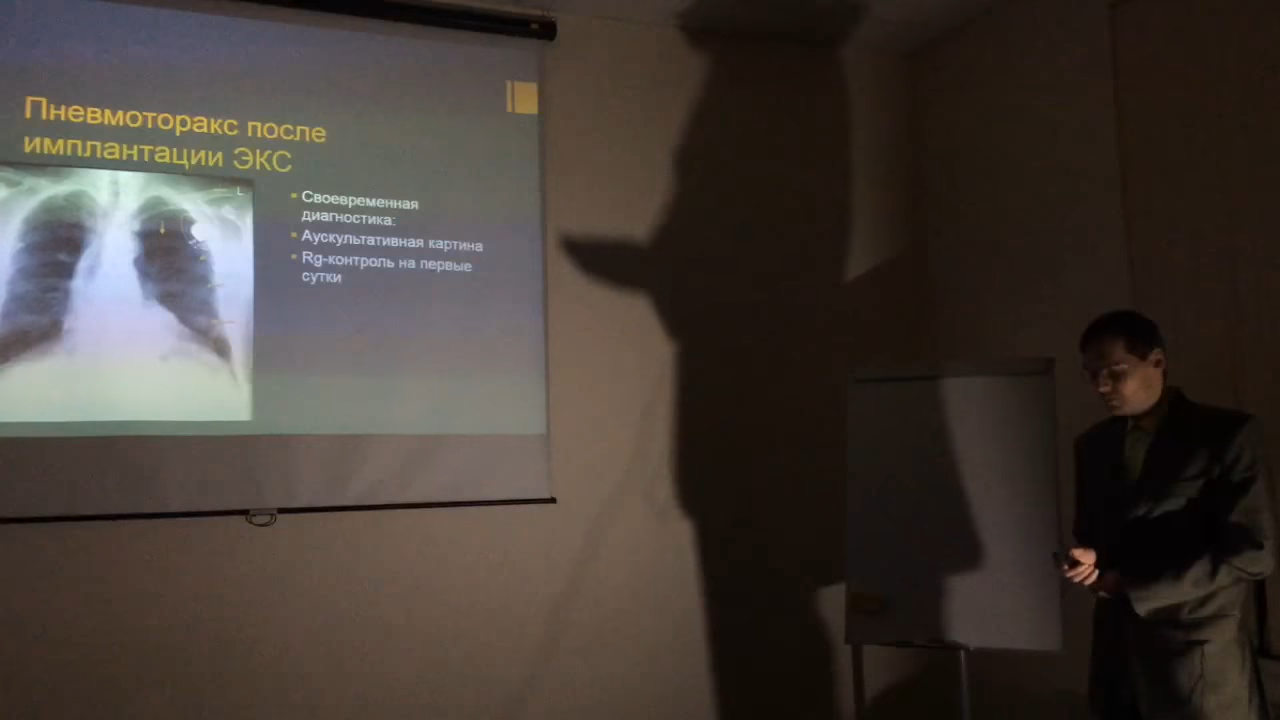 Пневмоторакс после
имплантации ЭКС
L
Своевременная
диагностика:
Аускультативная картина
Rg-контроль на первые
сутки